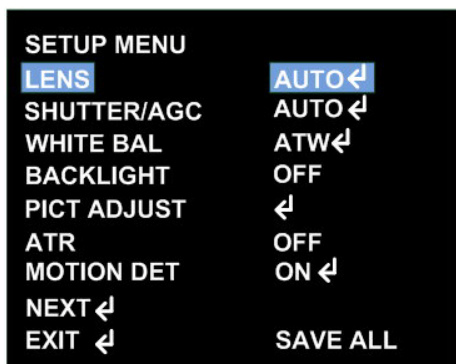 SETUP MENU
LENS AUTO↵
SHUTTER/AGC AUTO↵
WHITE BAL ATW↵
BACKLIGHT OFF
PICT ADJUST ↵
ATR OFF
MOTION DET ON ↵
NEXT↵
EXIT ↵ SAVE ALL